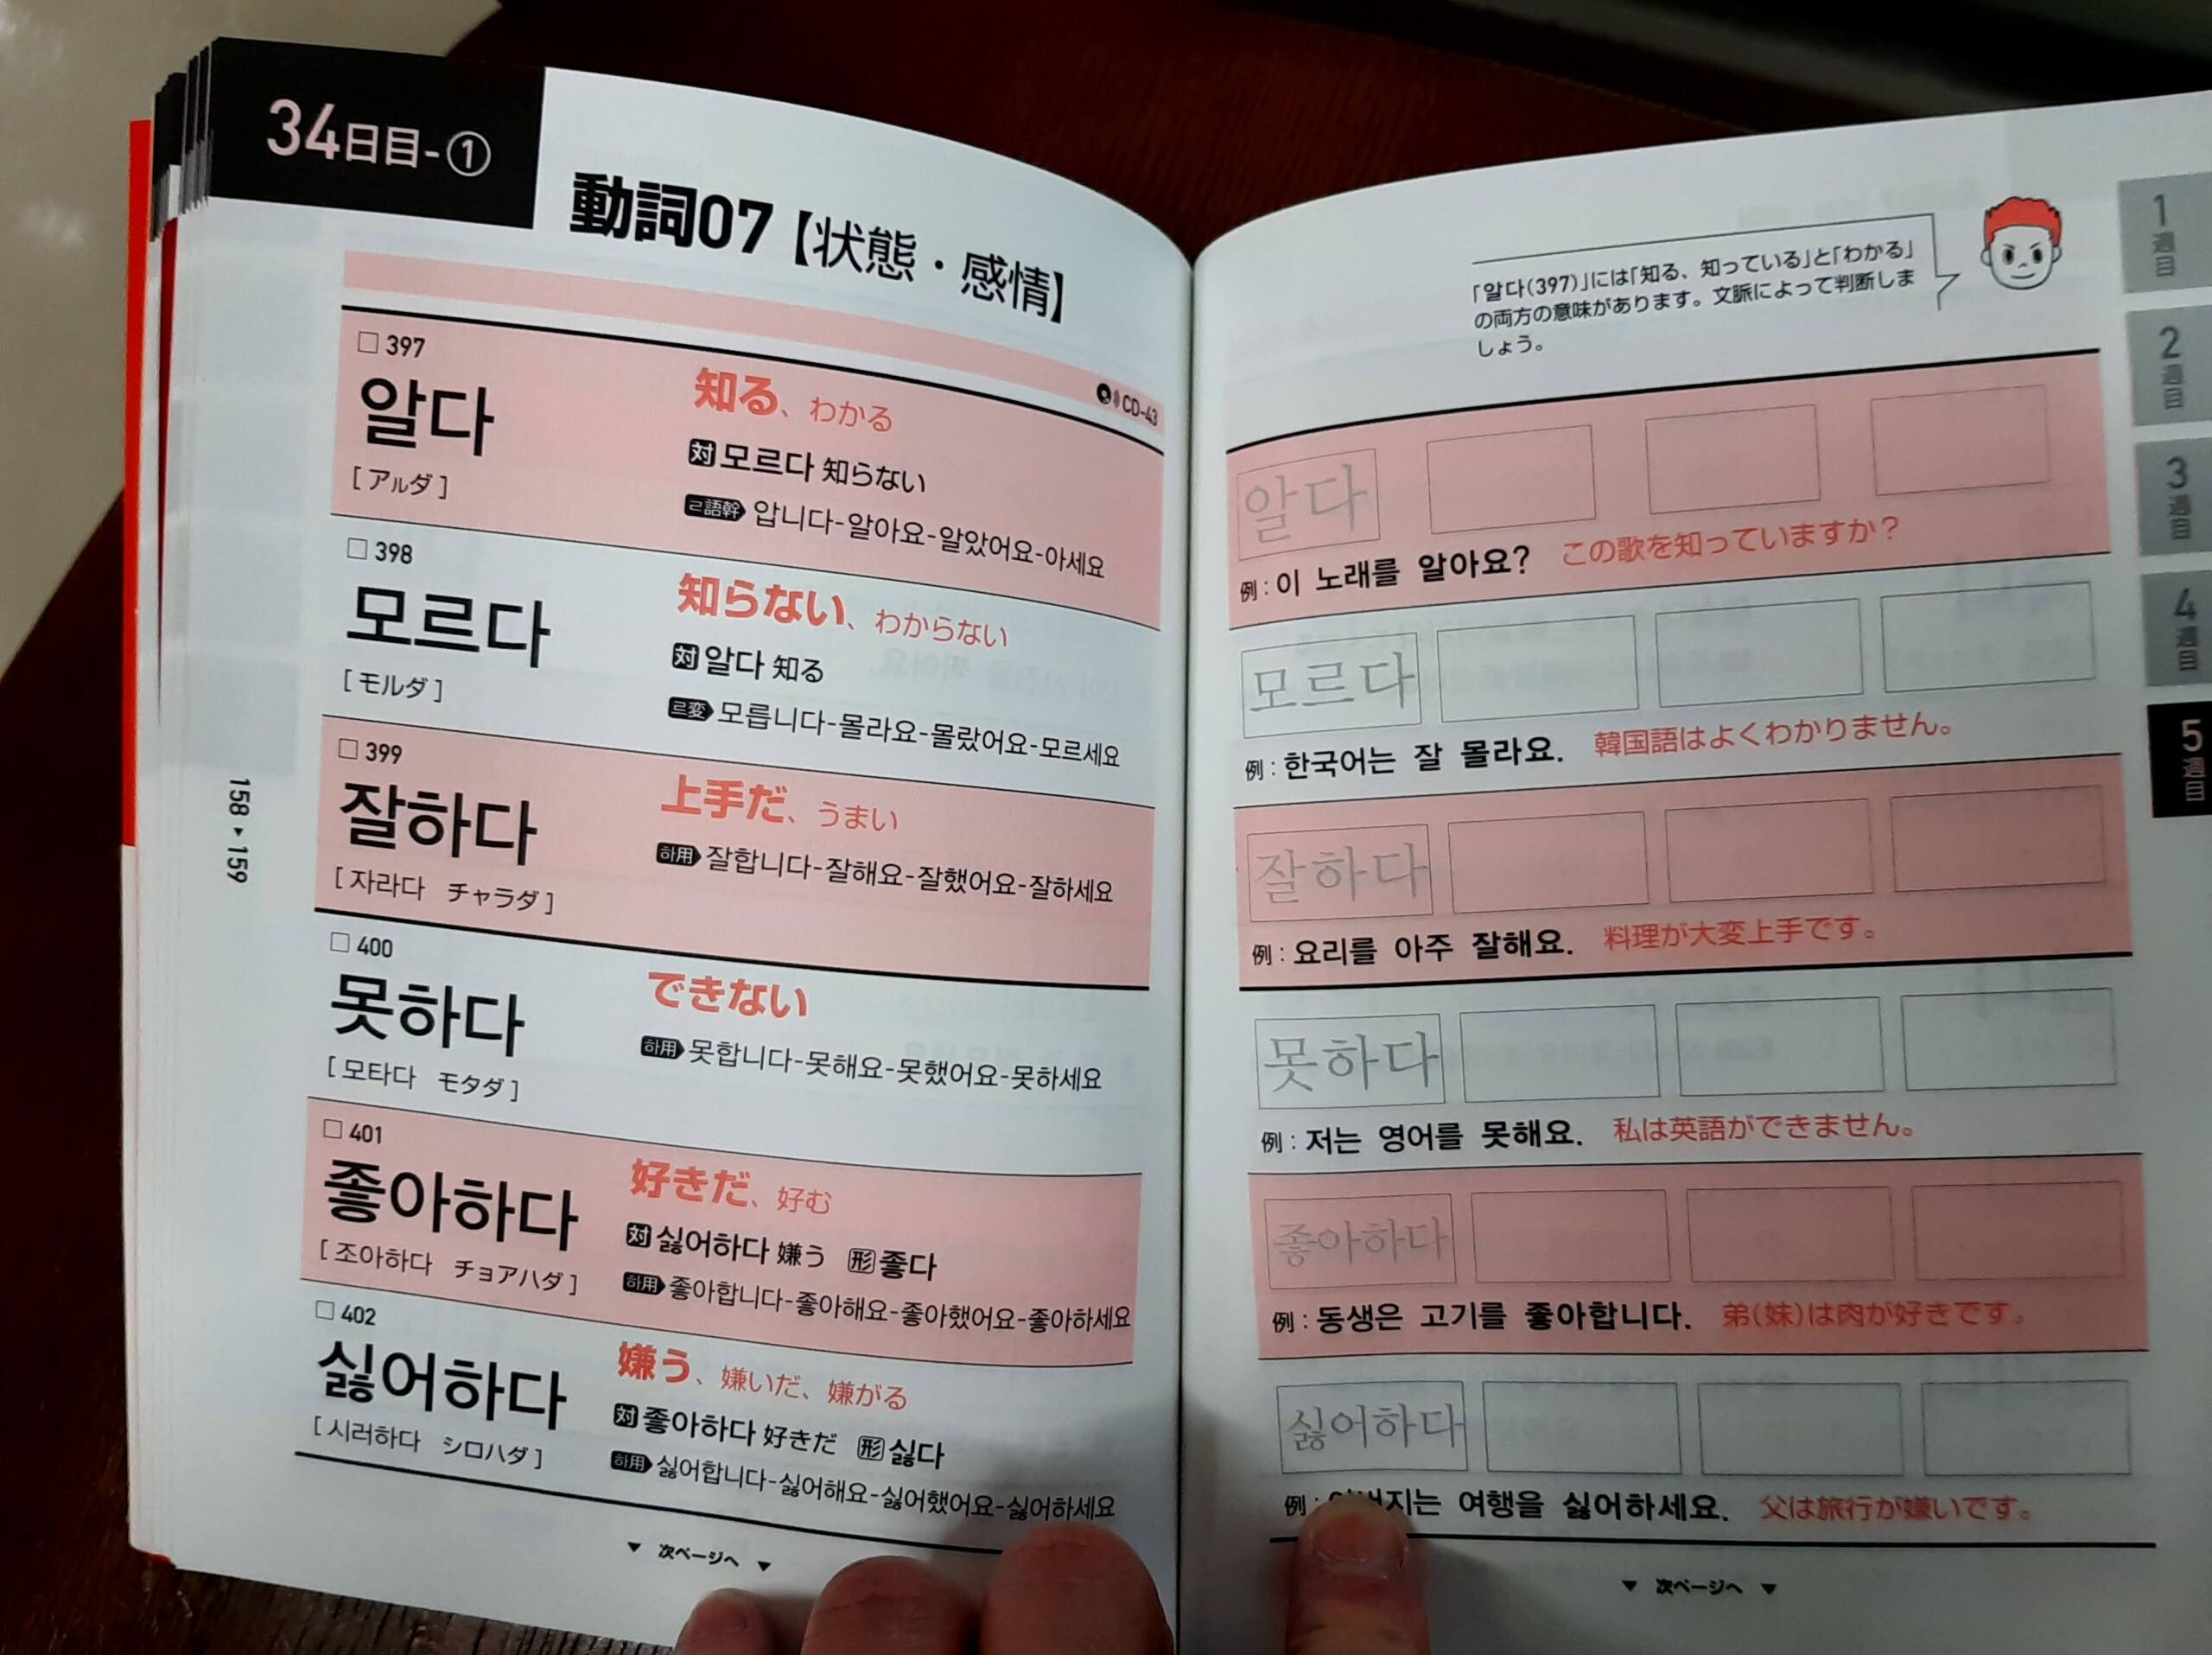 34日目-①
動詞07【状態・感情】
CD-43
□ 397
알다
[ アルダ ]
知る、わかる
対 모르다 知らない
ㄹ語幹 압니다-알아요-알았어요-아세요
□ 398
모르다
[ モルダ ]
知らない、わからない
対 알다 知る
르変 모릅니다-몰라요-몰랐어요-모르세요
□ 399
잘하다
[ 자라다 チャラダ ]
上手だ、うまい
하用 잘합니다-잘해요-잘했어요-잘하세요
□ 400
못하다
[ 모타다 モタダ ]
できない
하用 못합니다-못해요-못했어요-못하세요
□ 401
좋아하다
[ 조아하다 チョアハダ ]
好きだ、好む
対 싫어하다 嫌う 形 좋다
하用 좋아합니다-좋아해요-좋아했어요-좋아하세요
□ 402
싫어하다
[ 시러하다 シロハダ ]
嫌う、嫌いだ、嫌がる
対 좋아하다 好きだ 形 싫다
하用 싫어합니다-싫어해요-싫어했어요-싫어하세요
▼ 次ページへ ▼
158 ▸ 159
「알다(397)」には「知る、知っている」と「わかる」
の両方の意味があります。文脈によって判断しま
しょう。
알다
例 : 이 노래를 알아요? この歌を知っていますか？
모르다
例 : 한국어는 잘 몰라요. 韓国語はよくわかりません。
잘하다
例 : 요리를 아주 잘해요. 料理が大変上手です。
못하다
例 : 저는 영어를 못해요. 私は英語ができません。
좋아하다
例 : 동생은 고기를 좋아합니다. 弟(妹)は肉が好きです。
싫어하다
例 : 여행을 싫어하세요. 父は旅行が嫌いです。
▼ 次ページへ ▼
1週目
2週目
3週目
4週目
5週目